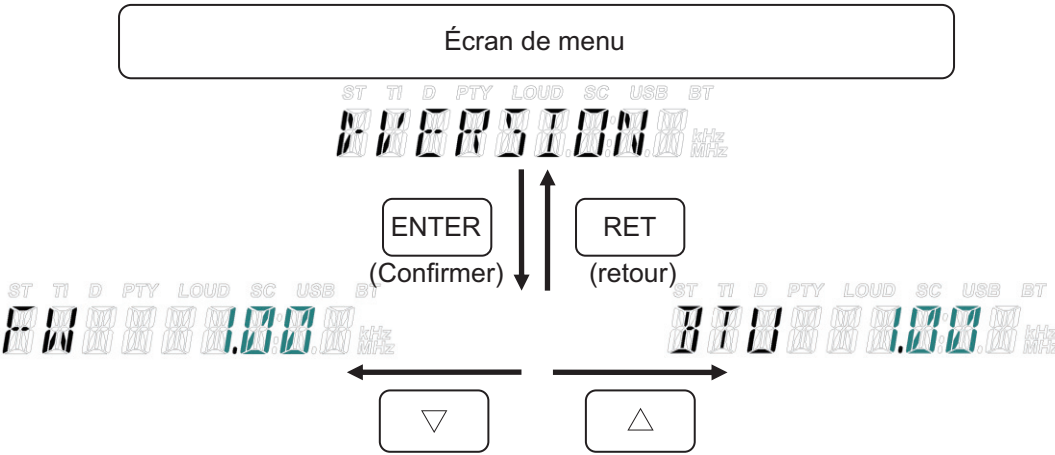 Écran de menu
ST TI D PTY LOUD SC USB BT
VERSION kHz MHz
ENTER
(Confirmer)
RET
(retour)
ST TI D PTY LOUD SC USB BT
FW 1.00 kHz MHz
ST TI D PTY LOUD SC USB BT
BTU 1.00 kHz MHz